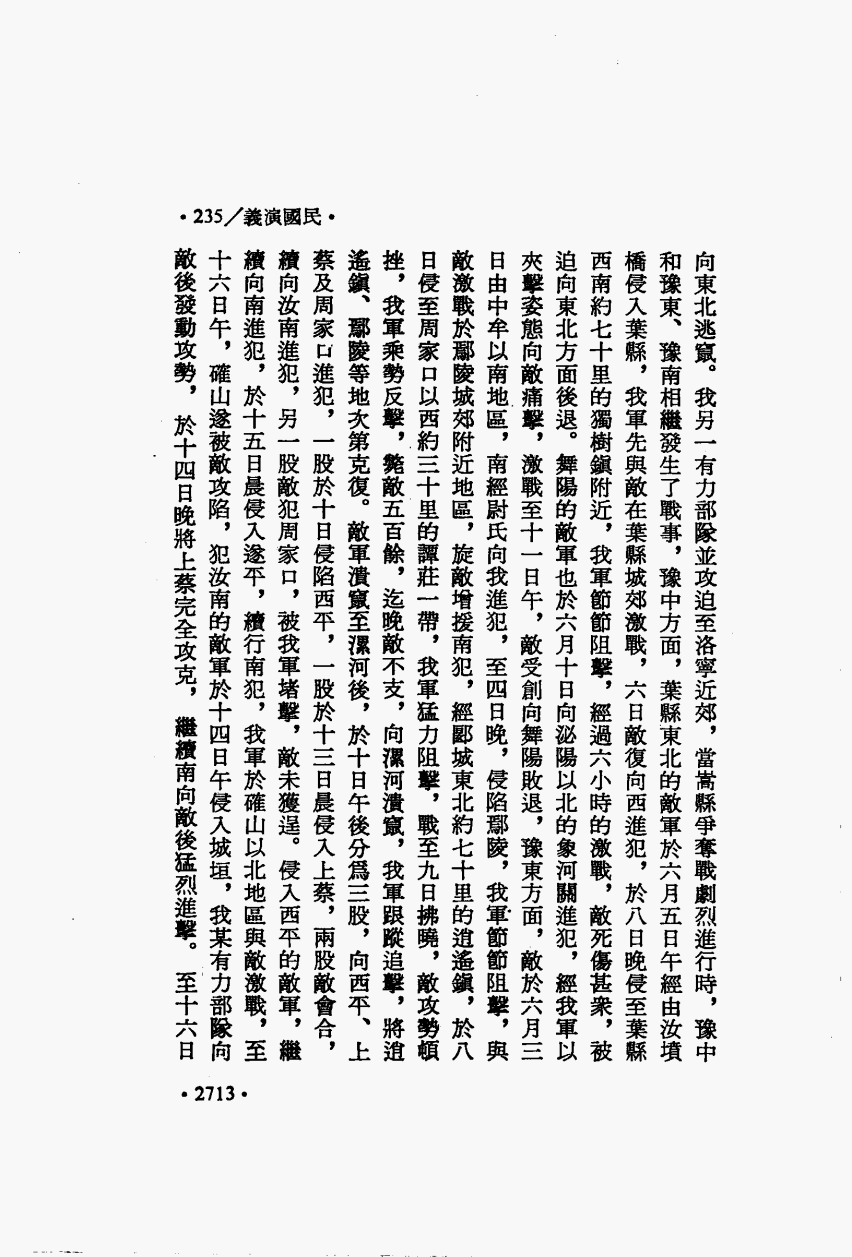 •民國演義/235•
向東北逃竄。我另一有力部隊並攻迫至洛寧近郊,當嵩縣爭奪戰劇烈進行時,豫中
和豫東、豫南相繼發生了戰事,豫中方面,葉縣東北的敵軍於六月五日午經由汝墳
橋侵入葉縣,我軍先與敵在葉縣城郊激戰,六日敵復向西進犯,於八日晚侵至葉縣
西南約七十里的獨樹鎭附近,我軍節節阻擊,經過六小時的激戰,敵死傷甚衆,被
迫向東北方面後退。舞陽的敵軍也於六月十日向泌陽以北的象河關進犯,經我軍以
夾擊姿態向敵痛擊,激戰至十一日午,敵受創向舞陽敗退,豫東方面,敵於六月三
日由中牟以南地區,南經尉氏向我進犯,至四日晚,侵陷鄢陵,我軍節節阻擊,與
敵激戰於鄢陵城郊附近地區,旋敵增援南犯,經郾城東北約七十里的逍遙鎭,於八
日侵至周家口以西約三十里的譚莊一帶,我軍猛力阻擊,戰至九日拂曉,敵攻勢頓
挫,我軍乘勢反擊,斃敵五百餘,迄晚敵不支,向漯河潰竄,我軍跟蹤追擊,將逍
遙鎭、鄢陵等地次第克復。敵軍潰竄至漯河後,於十日午後分爲三股,向西平、上
蔡及周家口進犯,一股於十日侵陷西平,一股於十三日晨侵入上蔡,兩股敵會合,
續向汝南進犯,另一股敵犯周家口,被我軍堵擊,敵未獲逞。侵入西平的敵軍,繼
續向南進犯,於十五日晨侵入遂平,續行南犯,我軍於確山以北地區與敵激戰,至
十六日午,確山遂被敵攻陷,犯汝南的敵軍於十四日午侵入城垣,我某有力部隊向
敵後發動攻勢,於十四日晚將上蔡完全攻克,繼續南向敵後猛烈進擊。至十六日
•2713•